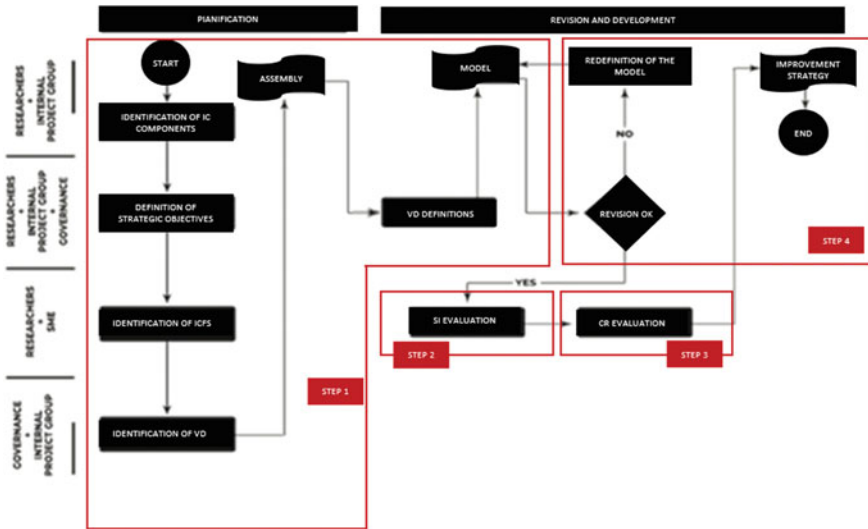 PIANIFICATION
REVISION AND DEVELOPMENT
RESEARCHERS
+
INTERNAL
PROJECT GROUP
START
ASSEMBLY
MODEL
REDEFINITION OF THE
MODEL
IMPROVEMENT
STRATEGY
IDENTIFICATION OF IC
COMPONENTS
END
NO
RESEARCHERS
+
INTERNAL
PROJECT GROUP
+
GOVERNANCE
DEFINITION OF
STRATEGIC OBJECTIVES
VD DEFINITIONS
REVISION OK
STEP 4
YES
RESEARCHERS
+
SME
IDENTIFICATION OF ICFS
SI EVALUATION
CR EVALUATION
STEP 2
STEP 3
STEP 1
GOVERNANCE
+
INTERNAL
PROJECT GROUP
IDENTIFICATION OF VD